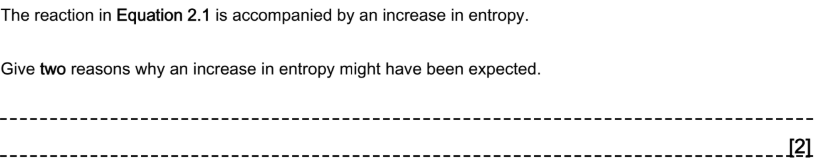 The reaction in Equation 2.1 is accompanied by an increase in entropy.
Give two reasons why an increase in entropy might have been expected.
[2]